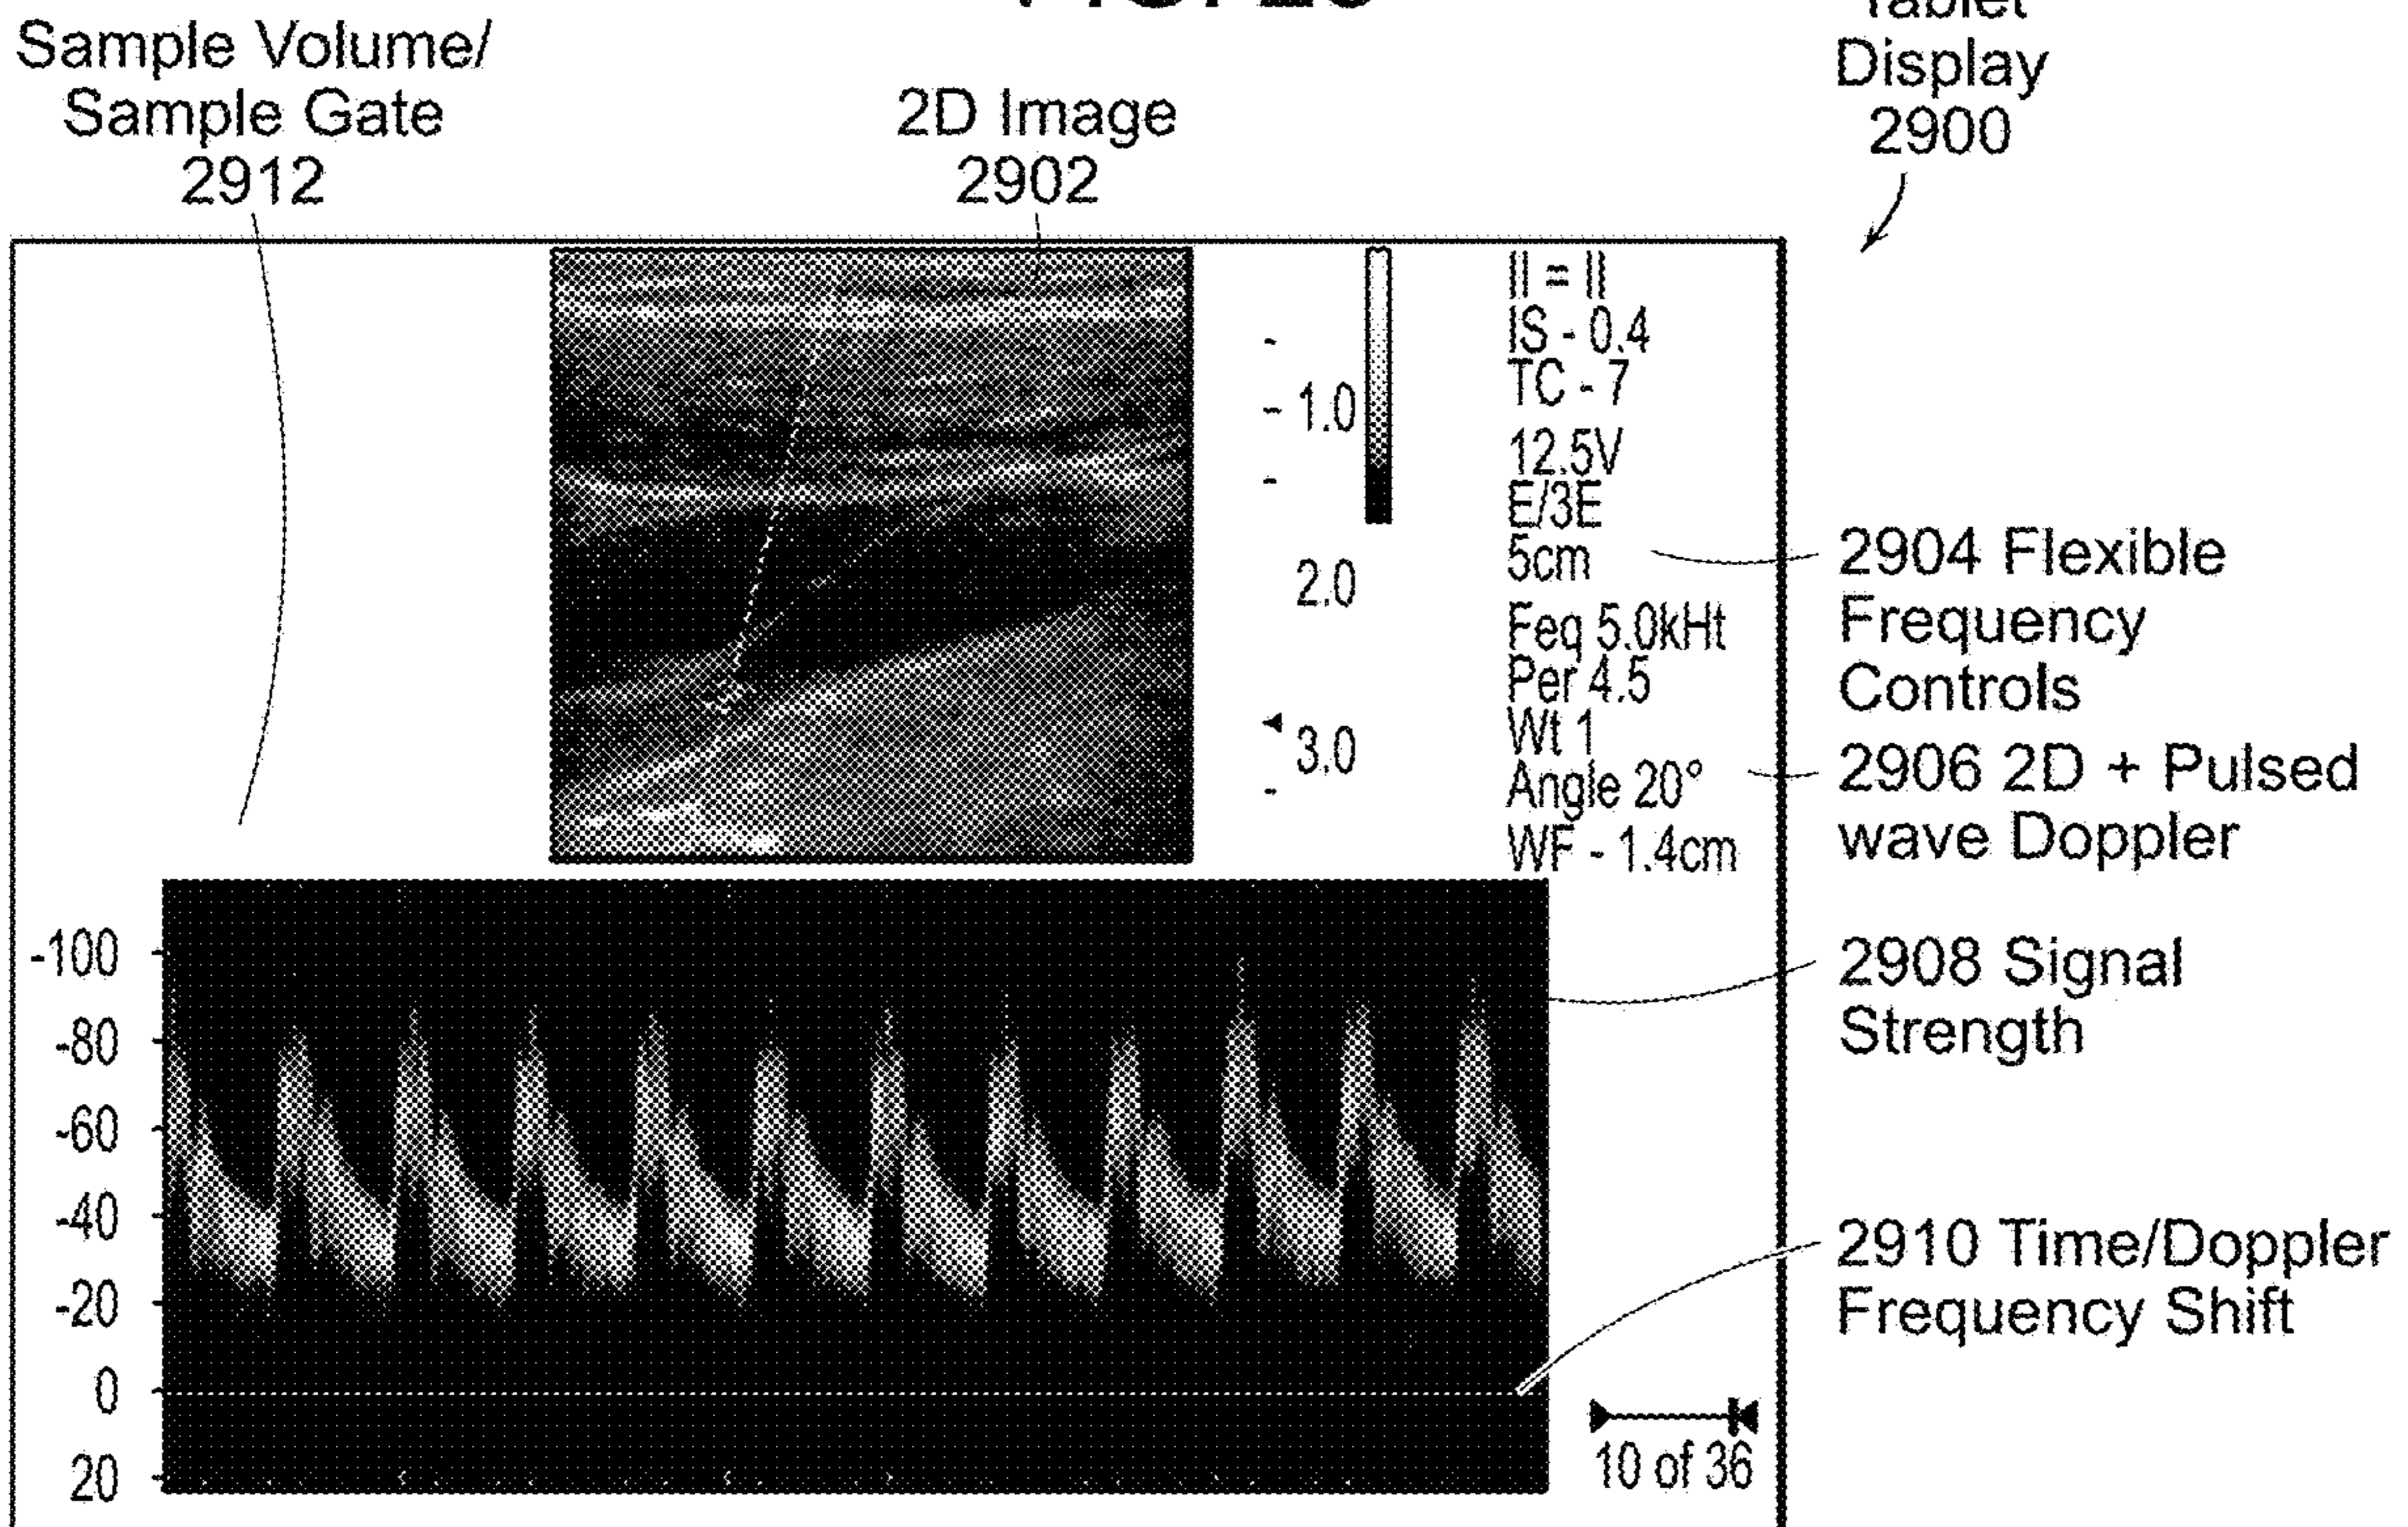 Sample Volume/
Sample Gate
2912
2D Image
2902
Tablet
Display
2900
1.0
2.0
3.0
|| = ||
IS - 0.4
TC - 7
12.5V
E/3E
5cm
Feq 5.0kHt
Per 4.5
Wt 1
Angle 20°
WF - 1.4cm
2904 Flexible
Frequency
Controls
2906 2D + Pulsed
wave Doppler
2908 Signal
Strength
2910 Time/Doppler
Frequency Shift
-100
-80
-60
-40
-20
0
20
10 of 36